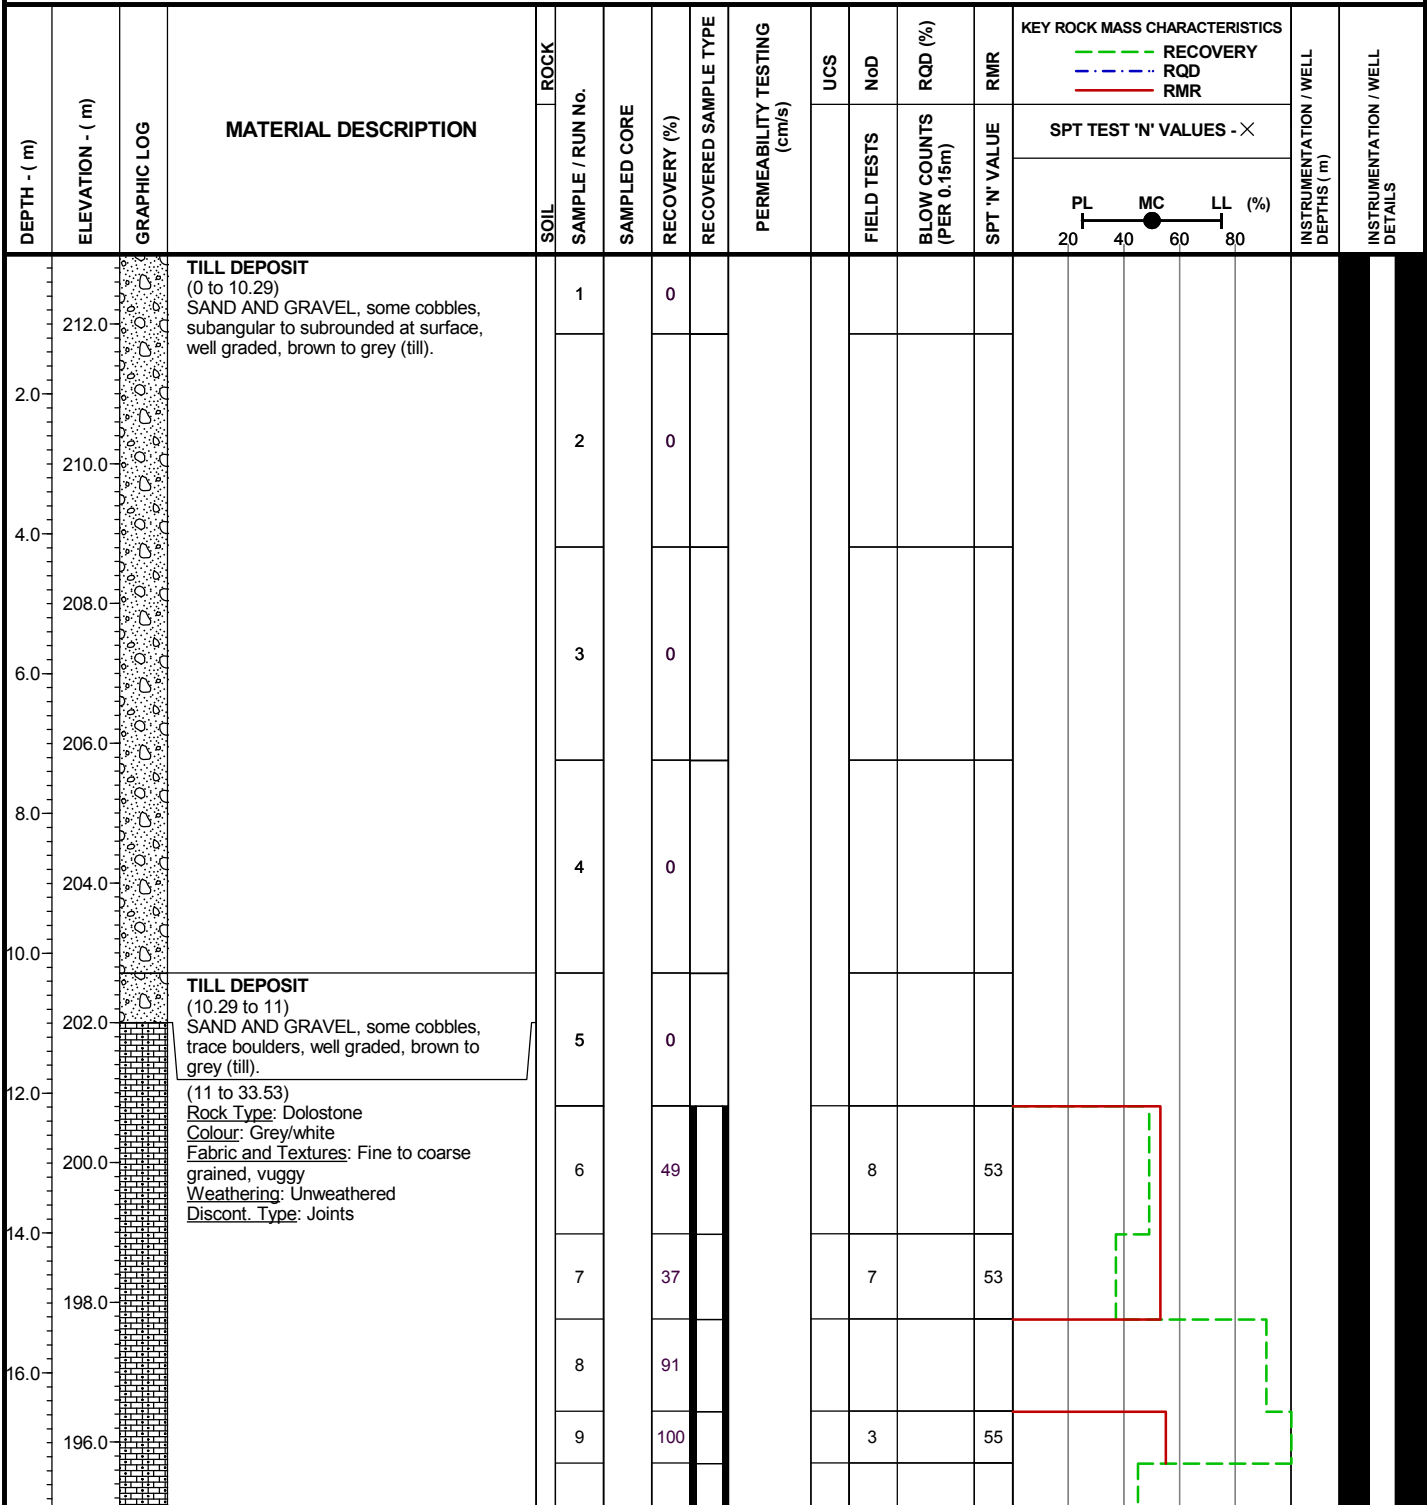 DEPTH - ( m)
ELEVATION - ( m)
GRAPHIC LOG
MATERIAL DESCRIPTION
ROCK
SOIL
SAMPLE / RUN No.
SAMPLED CORE
RECOVERY (%)
RECOVERED SAMPLE TYPE
PERMEABILITY TESTING
(cm/s)
UCS
NoD
FIELD TESTS
RQD (%)
BLOW COUNTS
(PER 0.15m)
RMR
SPT 'N' VALUE
KEY ROCK MASS CHARACTERISTICS
RECOVERY
RQD
RMR
SPT TEST 'N' VALUES - ×
PL MC LL (%)
20 40 60 80
INSTRUMENTATION / WELL
DEPTHS ( m)
INSTRUMENTATION / WELL
DETAILS
TILL DEPOSIT
(0 to 10.29)
SAND AND GRAVEL, some cobbles,
subangular to subrounded at surface,
well graded, brown to grey (till).
1 0
212.0
2.0
2 0
210.0
4.0
208.0
3 0
6.0
206.0
8.0
4 0
204.0
10.0
TILL DEPOSIT
(10.29 to 11)
SAND AND GRAVEL, some cobbles,
trace boulders, well graded, brown to
grey (till).
202.0
5 0
12.0
(11 to 33.53)
Rock Type: Dolostone
Colour: Grey/white
Fabric and Textures: Fine to coarse
grained, vuggy
Weathering: Unweathered
Discont. Type: Joints
200.0
6 49 8 53
14.0
7 37 7 53
198.0
8 91
16.0
9 100 3 55
196.0